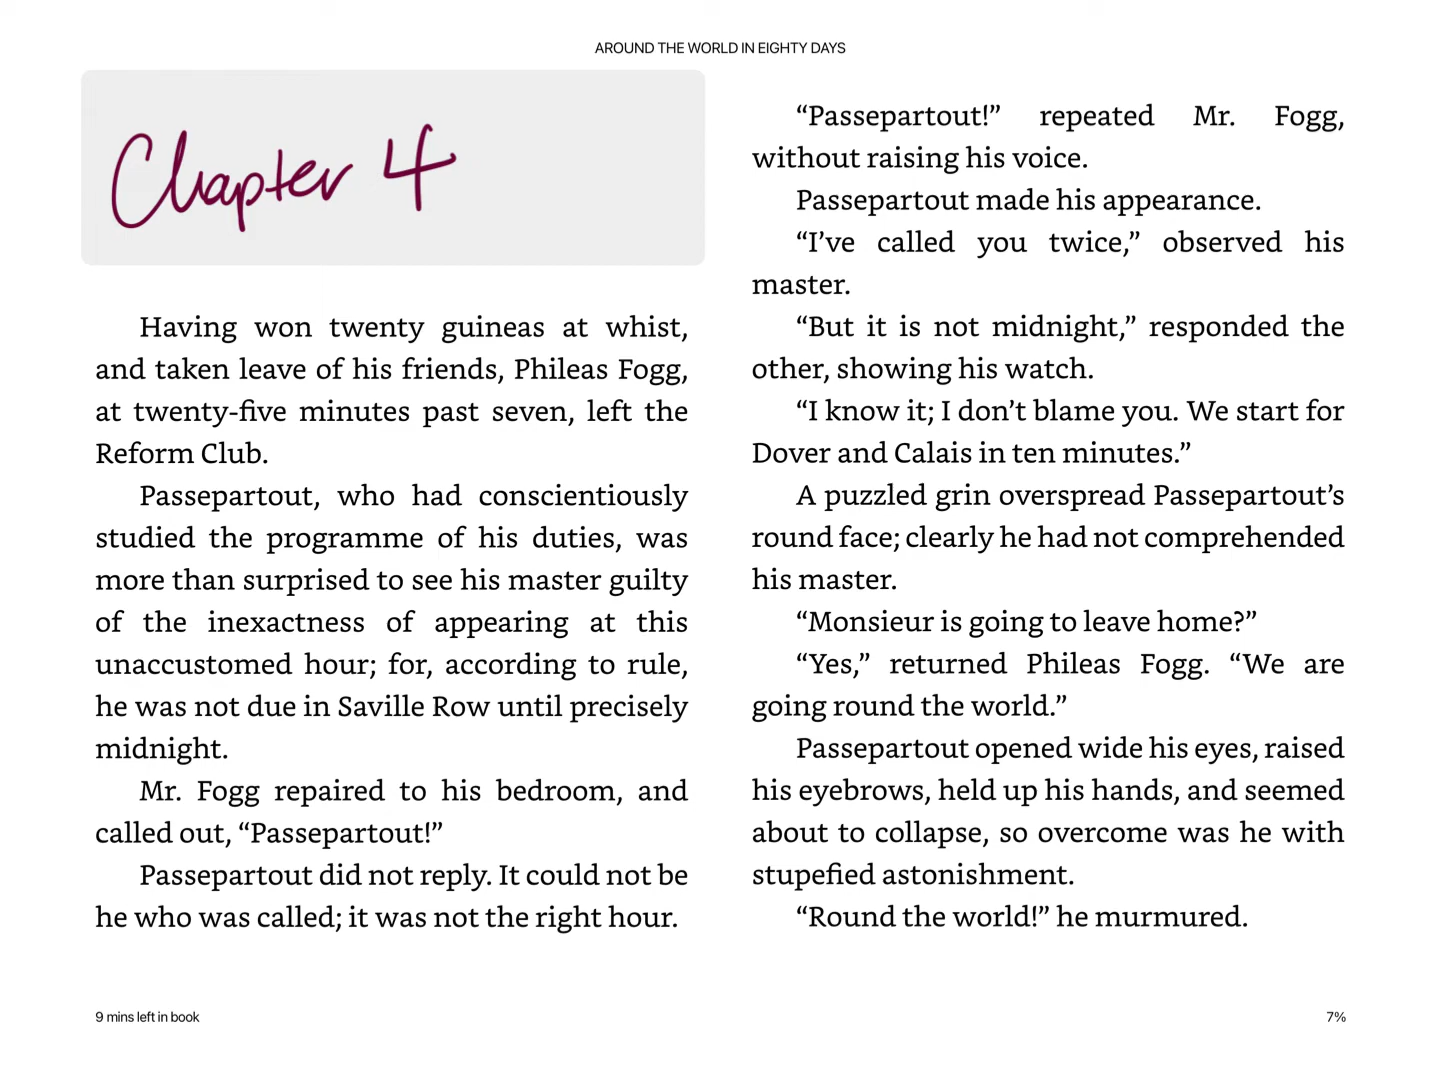 AROUND THE WORLD IN EIGHTY DAYS
Chapter 4
Having won twenty guineas at whist,
and taken leave of his friends, Phileas Fogg,
at twenty-five minutes past seven, left the
Reform Club.
Passepartout, who had conscientiously
studied the programme of his duties, was
more than surprised to see his master guilty
of the inexactness of appearing at this
unaccustomed hour; for, according to rule,
he was not due in Saville Row until precisely
midnight.
Mr. Fogg repaired to his bedroom, and
called out, “Passepartout!”
Passepartout did not reply. It could not be
he who was called; it was not the right hour.
“Passepartout!” repeated Mr. Fogg,
without raising his voice.
Passepartout made his appearance.
“I’ve called you twice,” observed his
master.
“But it is not midnight,” responded the
other, showing his watch.
“I know it; I don’t blame you. We start for
Dover and Calais in ten minutes.”
A puzzled grin overspread Passepartout’s
round face; clearly he had not comprehended
his master.
“Monsieur is going to leave home?”
“Yes,” returned Phileas Fogg. “We are
going round the world.”
Passepartout opened wide his eyes, raised
his eyebrows, held up his hands, and seemed
about to collapse, so overcome was he with
stupefied astonishment.
“Round the world!” he murmured.
9 mins left in book
7%